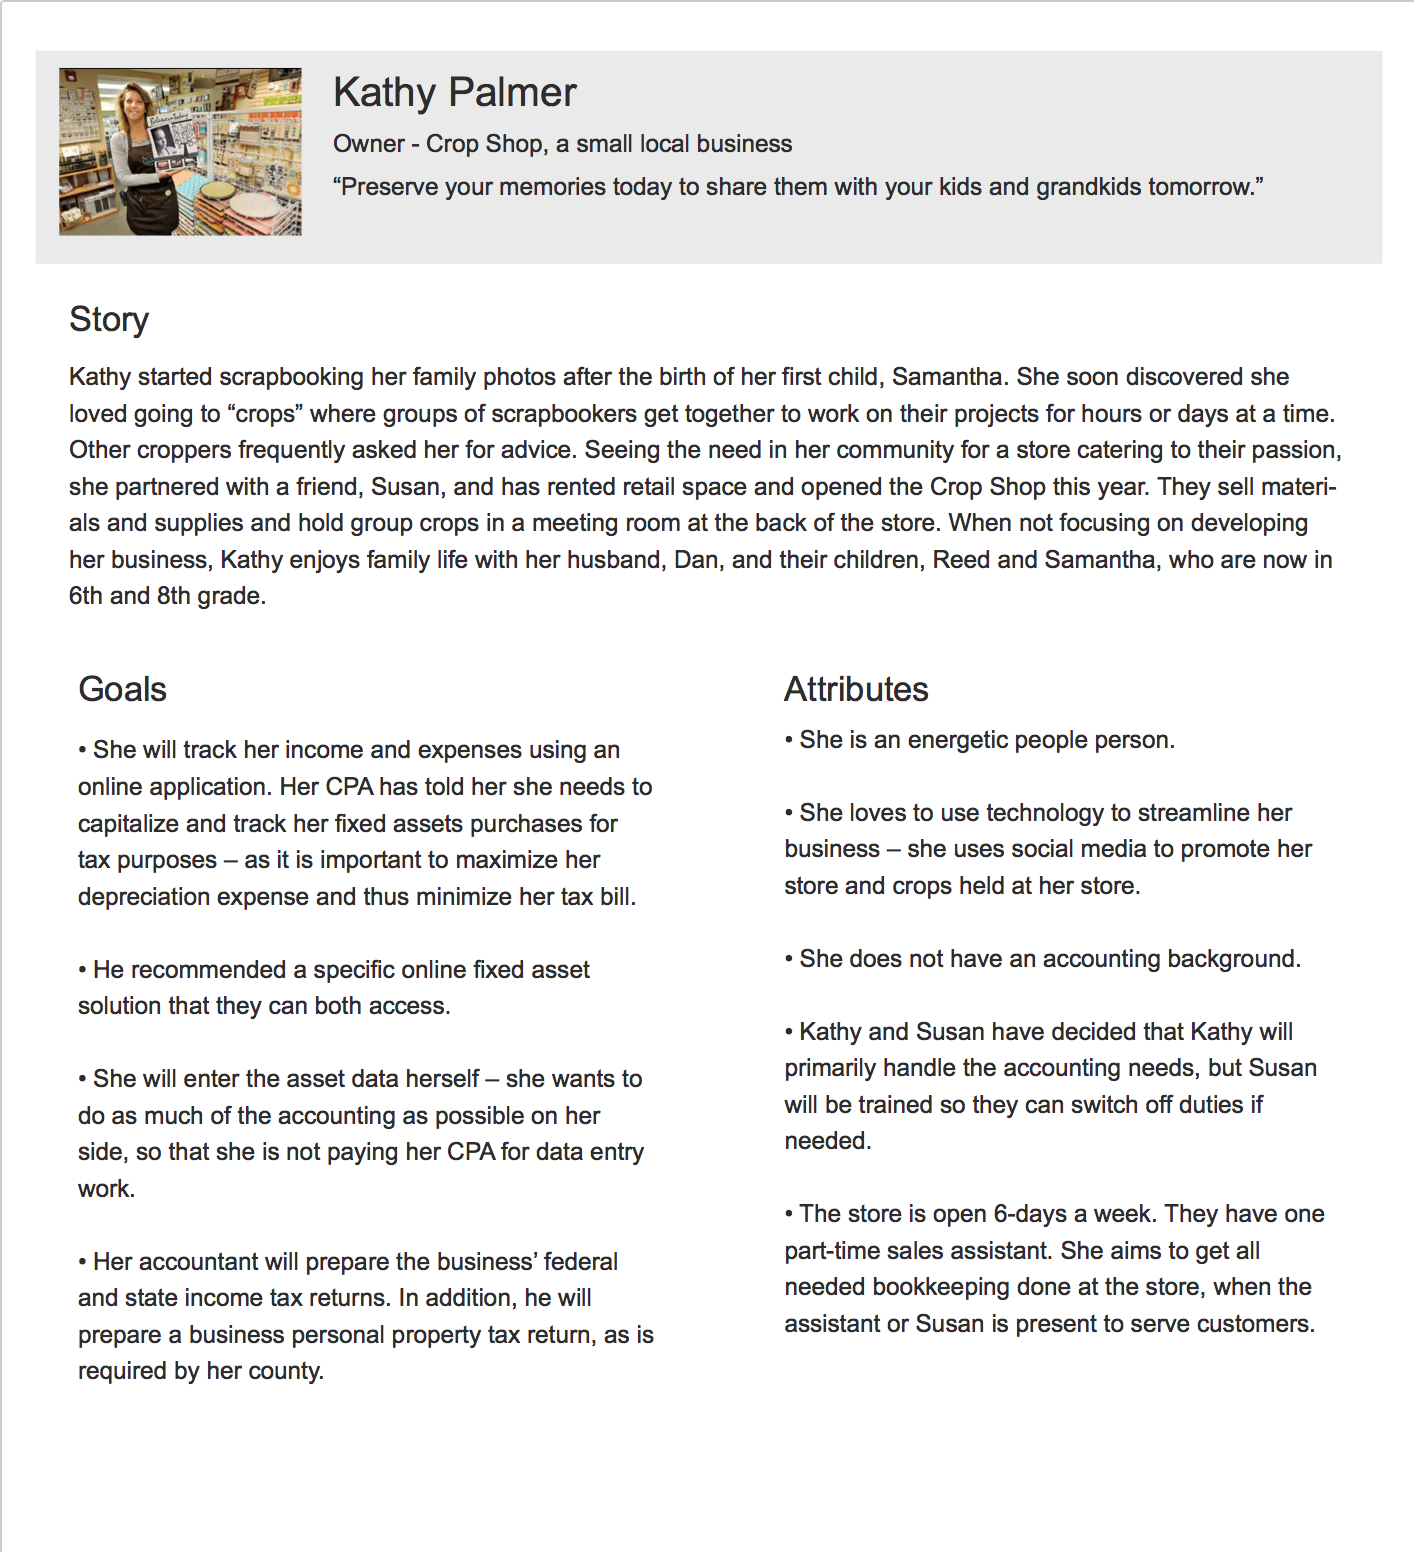 Kathy Palmer
Owner - Crop Shop, a small local business
“Preserve your memories today to share them with your kids and grandkids tomorrow.”
Story
Kathy started scrapbooking her family photos after the birth of her first child, Samantha. She soon discovered she
loved going to “crops” where groups of scrapbookers get together to work on their projects for hours or days at a time.
Other croppers frequently asked her for advice. Seeing the need in her community for a store catering to their passion,
she partnered with a friend, Susan, and has rented retail space and opened the Crop Shop this year. They sell materi-
als and supplies and hold group crops in a meeting room at the back of the store. When not focusing on developing
her business, Kathy enjoys family life with her husband, Dan, and their children, Reed and Samantha, who are now in
6th and 8th grade.
Goals
• She will track her income and expenses using an
online application. Her CPA has told her she needs to
capitalize and track her fixed assets purchases for
tax purposes – as it is important to maximize her
depreciation expense and thus minimize her tax bill.
• He recommended a specific online fixed asset
solution that they can both access.
• She will enter the asset data herself – she wants to
do as much of the accounting as possible on her
side, so that she is not paying her CPA for data entry
work.
• Her accountant will prepare the business’ federal
and state income tax returns. In addition, he will
prepare a business personal property tax return, as is
required by her county.
Attributes
• She is an energetic people person.
• She loves to use technology to streamline her
business – she uses social media to promote her
store and crops held at her store.
• She does not have an accounting background.
• Kathy and Susan have decided that Kathy will
primarily handle the accounting needs, but Susan
will be trained so they can switch off duties if
needed.
• The store is open 6-days a week. They have one
part-time sales assistant. She aims to get all
needed bookkeeping done at the store, when the
assistant or Susan is present to serve customers.